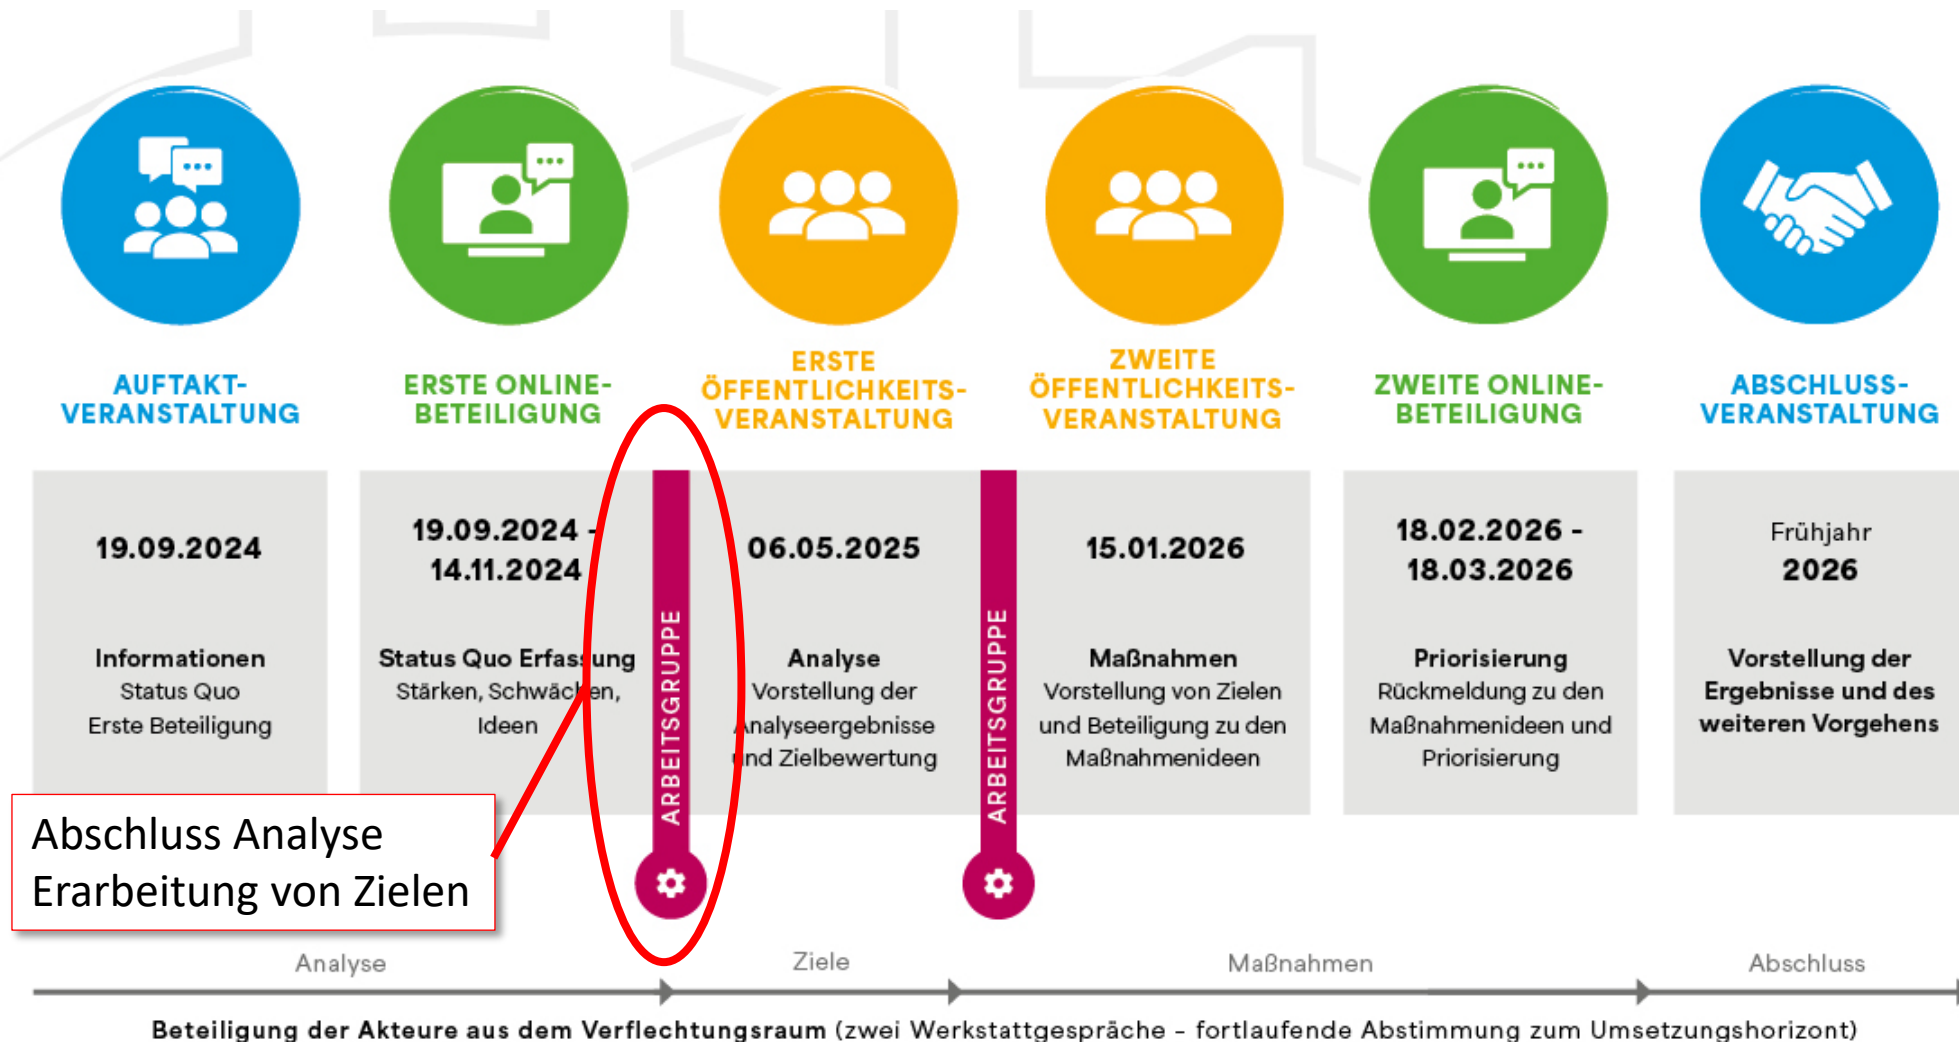 AUFTAKT-
VERANSTALTUNG
19.09.2024
Informationen
Status Quo
Erste Beteiligung
ERSTE ONLINE-
BETEILIGUNG
19.09.2024 -
14.11.2024
Status Quo Erfassung
Stärken, Schwächen,
Ideen
ARBEITSGRUPPE
ERSTE
ÖFFENTLICHKEITS-
VERANSTALTUNG
06.05.2025
Analyse
Vorstellung der
Analyseergebnisse
und Zielbewertung
ARBEITSGRUPPE
ZWEITE
ÖFFENTLICHKEITS-
VERANSTALTUNG
15.01.2026
Maßnahmen
Vorstellung von Zielen
und Beteiligung zu den
Maßnahmenideen
ZWEITE ONLINE-
BETEILIGUNG
18.02.2026 -
18.03.2026
Priorisierung
Rückmeldung zu den
Maßnahmenideen und
Priorisierung
ABSCHLUSS-
VERANSTALTUNG
Frühjahr
2026
Vorstellung der
Ergebnisse und des
weiteren Vorgehens
Abschluss Analyse
Erarbeitung von Zielen
Analyse
Ziele
Maßnahmen
Abschluss
Beteiligung der Akteure aus dem Verflechtungsraum (zwei Werkstattgespräche – fortlaufende Abstimmung zum Umsetzungshorizont)